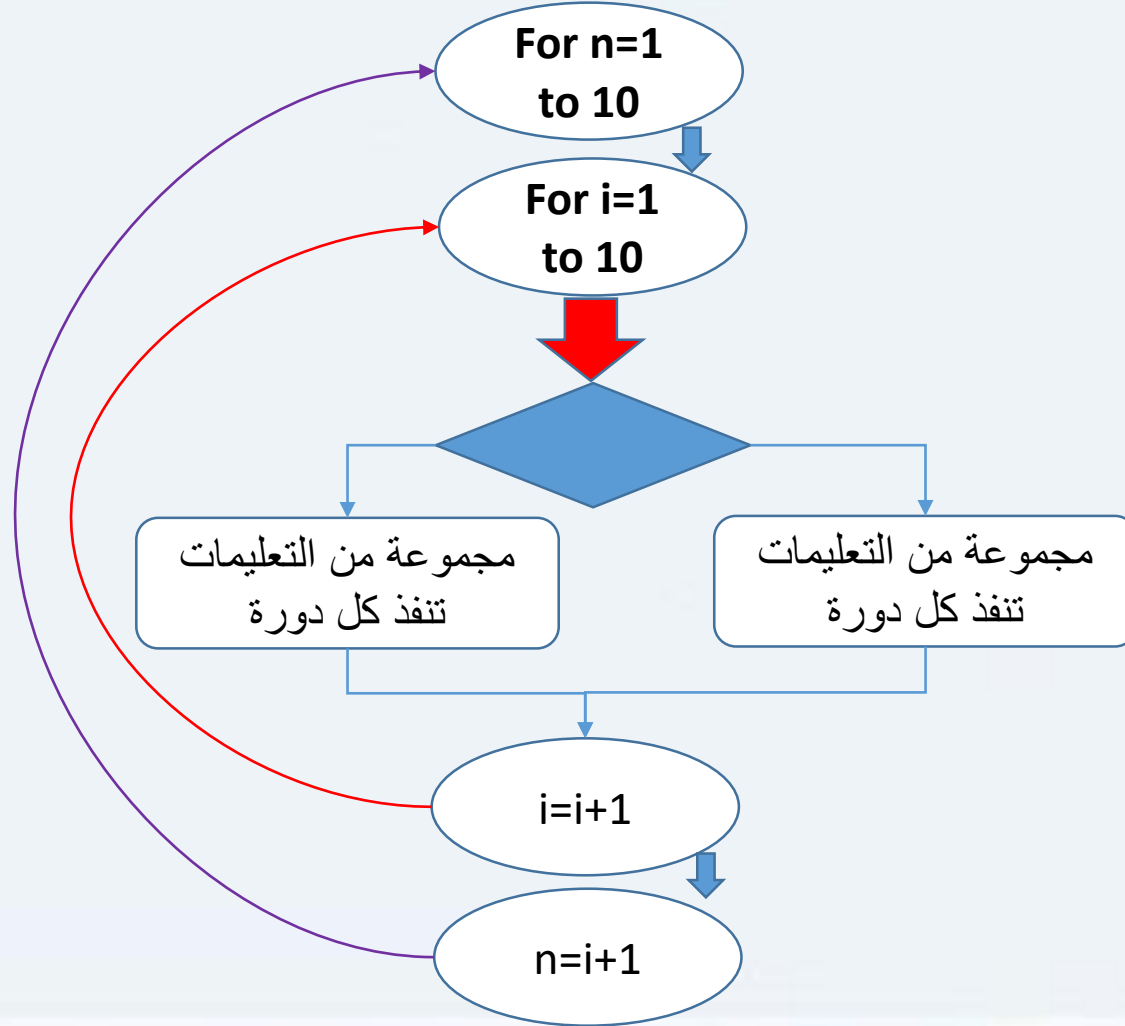 For n=1
to 10
For i=1
to 10
مجموعة من التعليمات
تنفذ كل دورة
مجموعة من التعليمات
تنفذ كل دورة
i=i+1
n=i+1